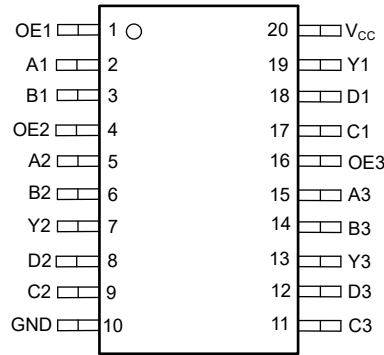 OE1 1 20 VCC
A1 2 19 Y1
B1 3 18 D1
OE2 4 17 C1
A2 5 16 OE3
B2 6 15 A3
Y2 7 14 B3
D2 8 13 Y3
C2 9 12 D3
GND 10 11 C3